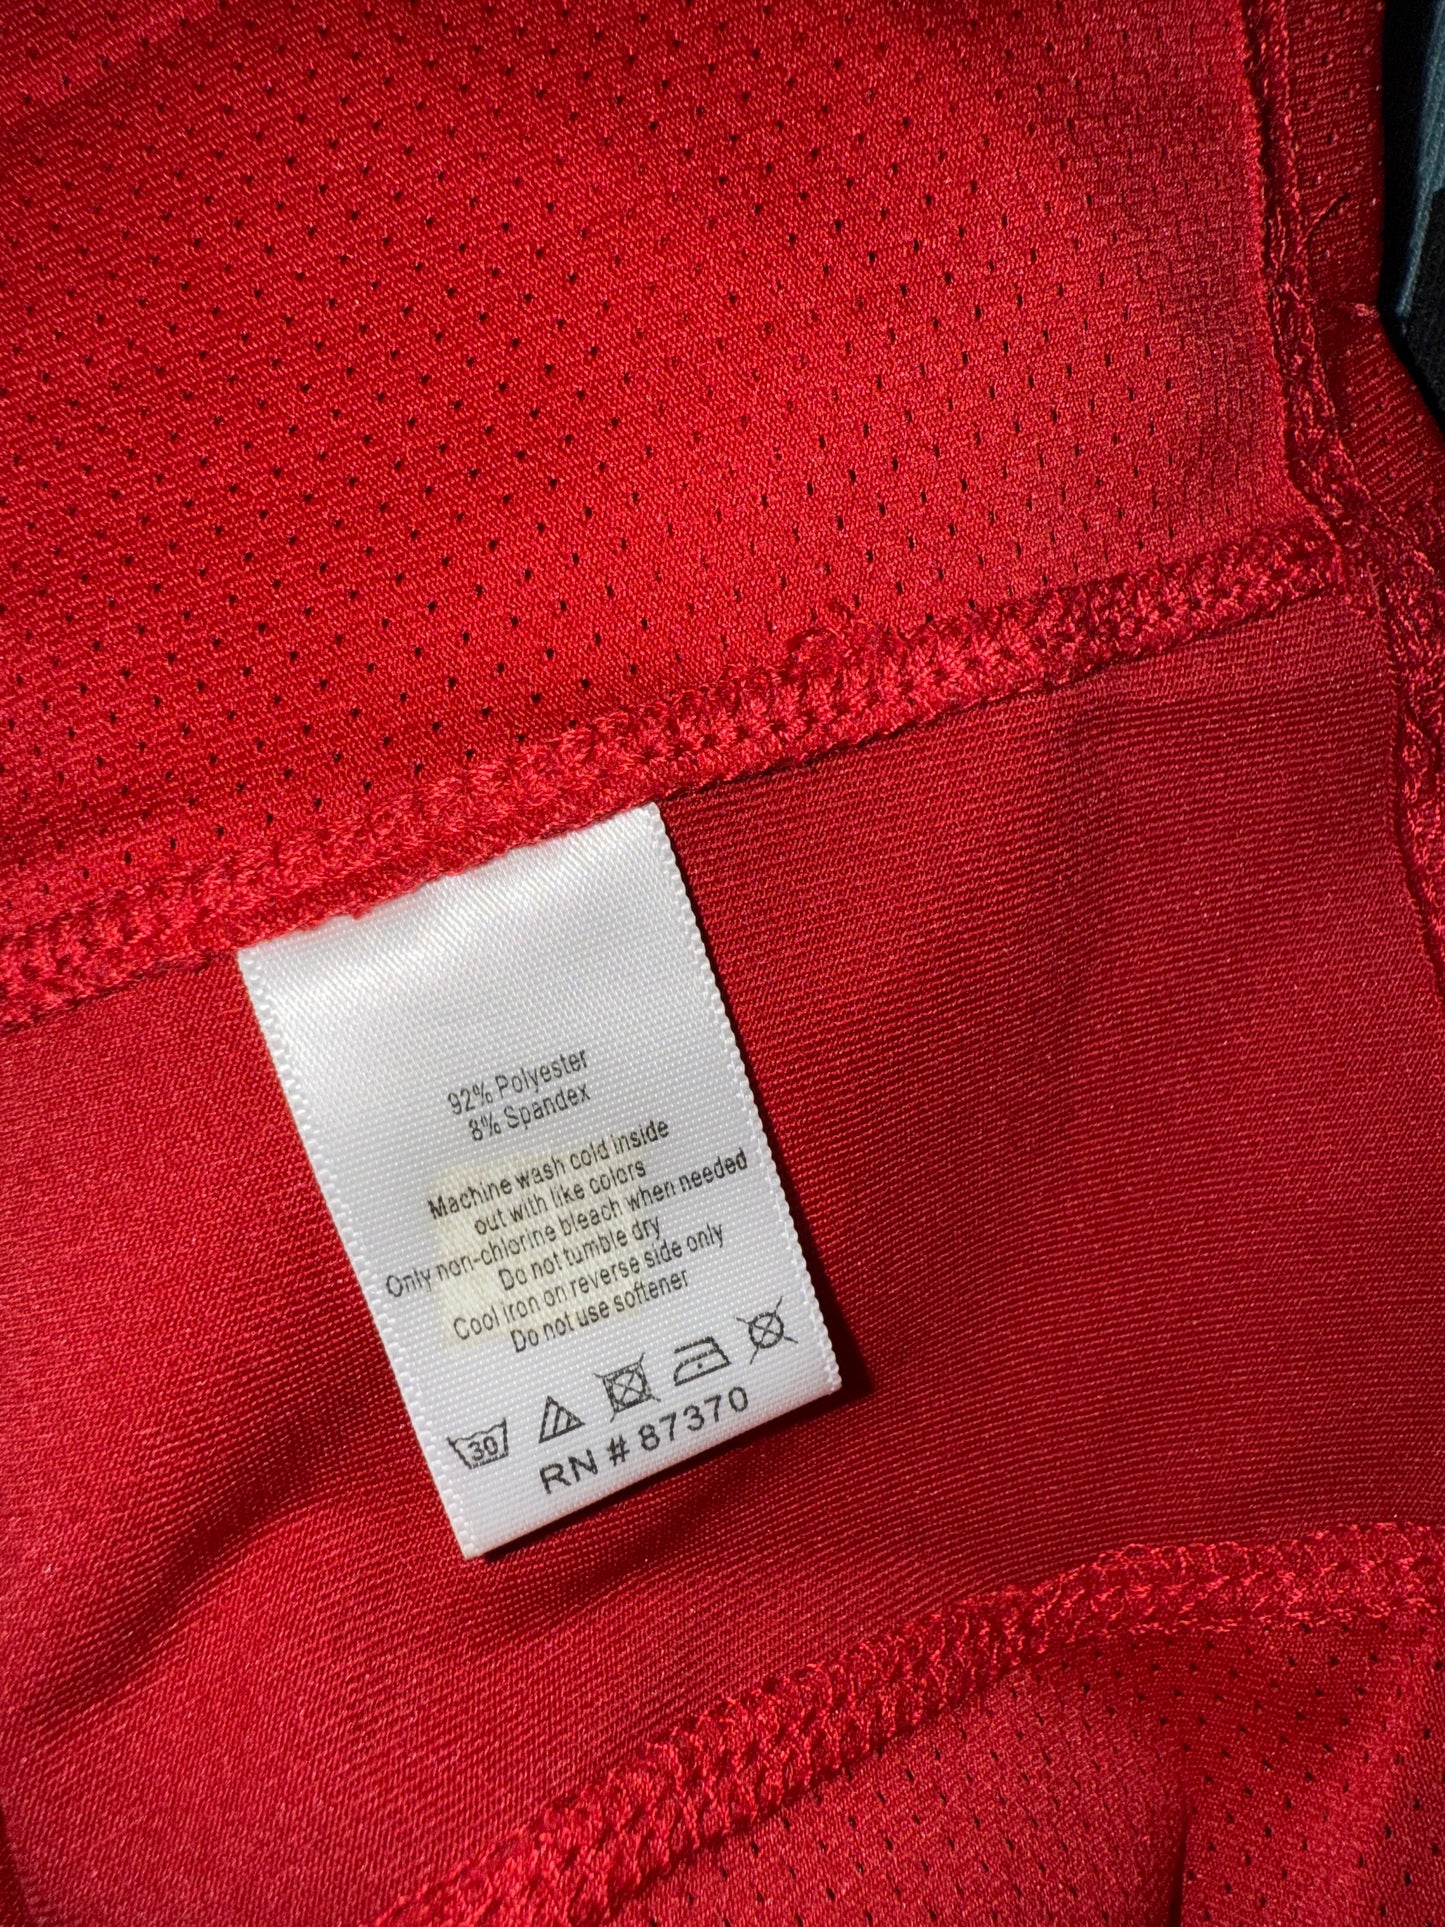 92% Polyester
8% Spandex
Machine wash cold inside
out with like colors
Only non-chlorine bleach when needed
Do not tumble dry
Cool iron on reverse side only
Do not use softener
30
RN # 87370